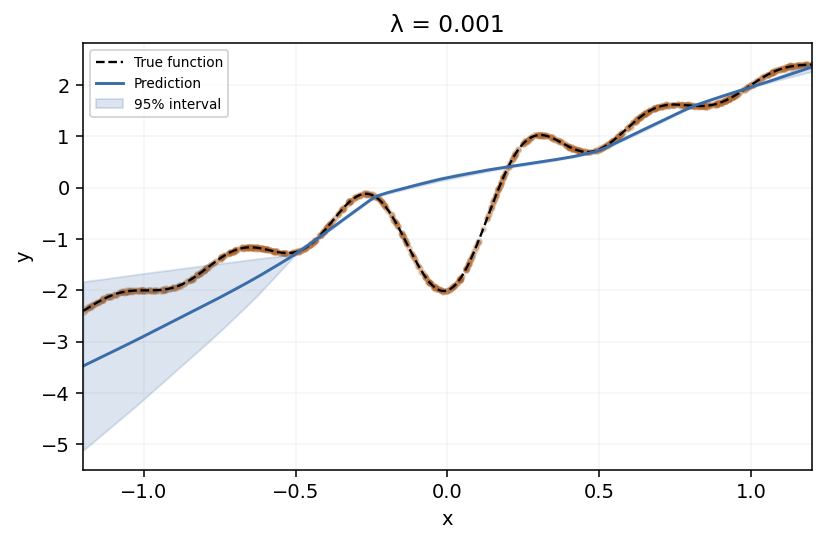 λ = 0.001
True function
Prediction
95% interval
2
1
0
−1
−2
−3
−4
−5
y
−1.0 −0.5 0.0 0.5 1.0
x